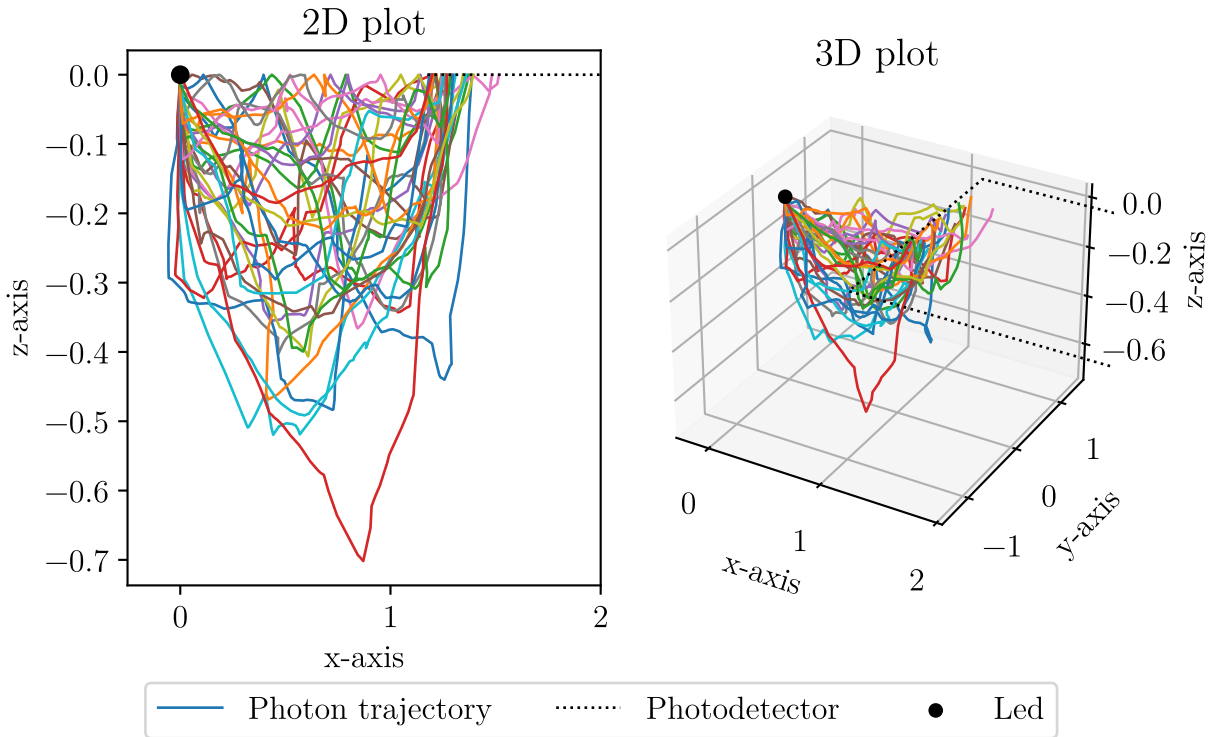 2D plot
0.0
−0.1
−0.2
−0.3
−0.4
−0.5
−0.6
−0.7
z-axis
0
1
2
x-axis
3D plot
0.0
−0.2
−0.4
−0.6
z-axis
1
0
−1
y-axis
0
1
2
x-axis
Photon trajectory
Photodetector
Led